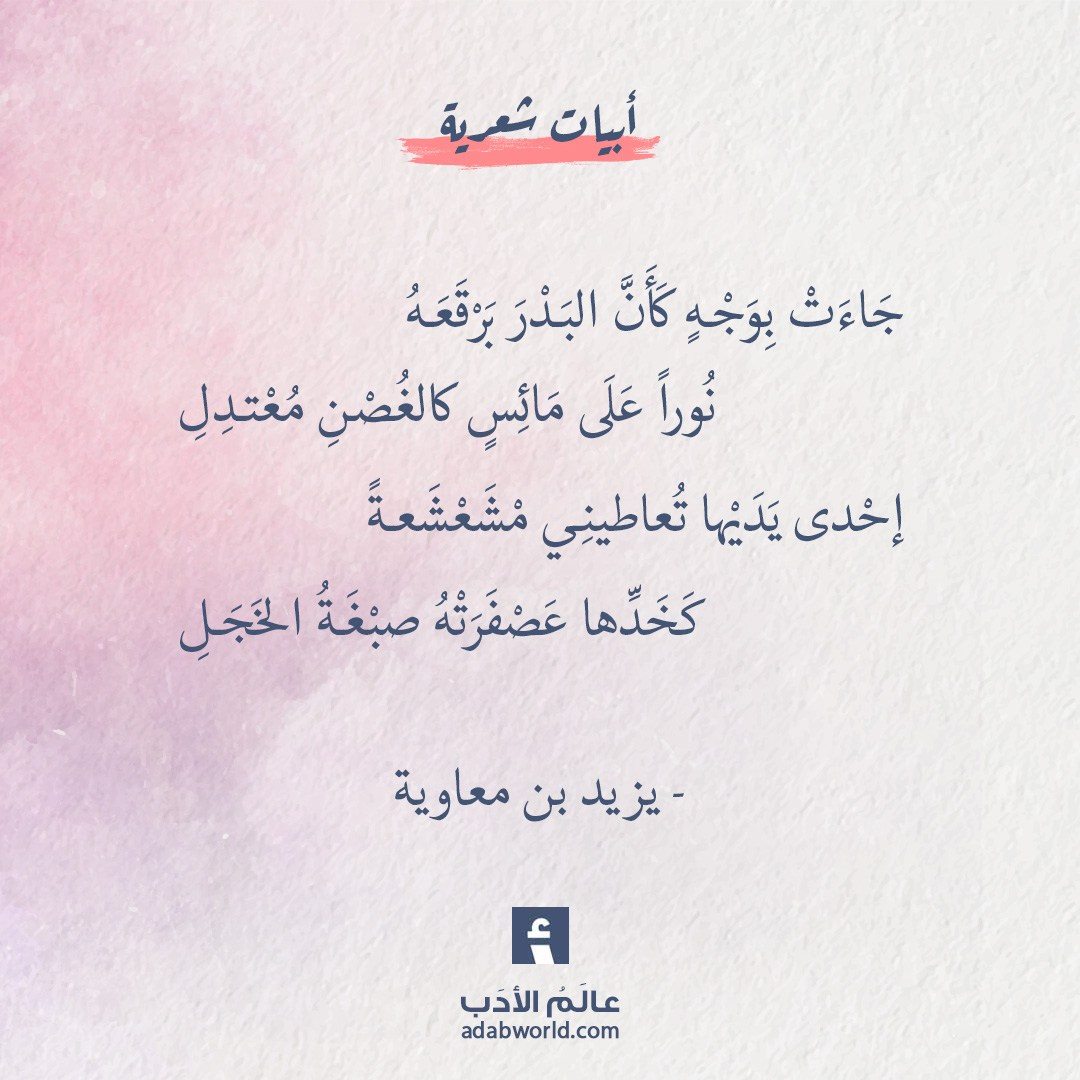 أبيات شعرية
جَاءَتْ بِوَجْهٍ كَأَنَّ البَدْرَ بَرْقَعَهُ
نُوراً عَلَى مَائِسٍ كالغُصْنِ مُعْتدِلِ
إحْدى يَدَيْها تُعاطينِي مْشَعْشَعةً
كَخَدِّها عَصْفَرَتْهُ صبْغَةُ الخَجَلِ
- يزيد بن معاوية
أ
عالَمُ الأدَب
adabworld.com